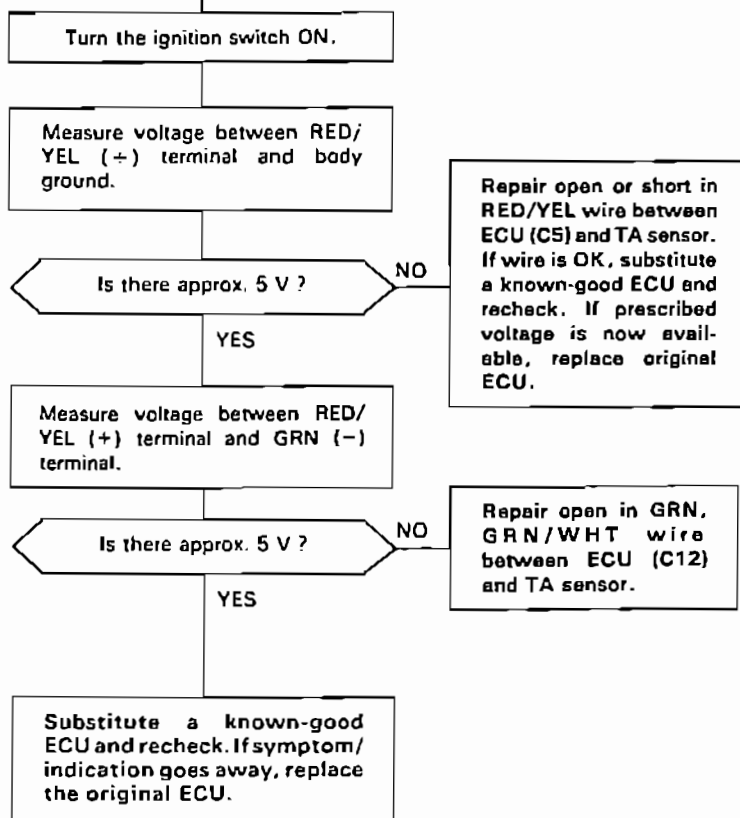 Turn the ignition switch ON.
Measure voltage between RED/
YEL (+) terminal and body
ground.
Is there approx. 5 V ?
NO
Repair open or short in
RED/YEL wire between
ECU (C5) and TA sensor.
If wire is OK, substitute
a known-good ECU and
recheck. If prescribed
voltage is now avail-
able, replace original
ECU.
YES
Measure voltage between RED/
YEL (+) terminal and GRN (−)
terminal.
Is there approx. 5 V ?
NO
Repair open in GRN,
GRN/WHT wire
between ECU (C12)
and TA sensor.
YES
Substitute a known-good
ECU and recheck. If symptom/
indication goes away, replace
the original ECU.